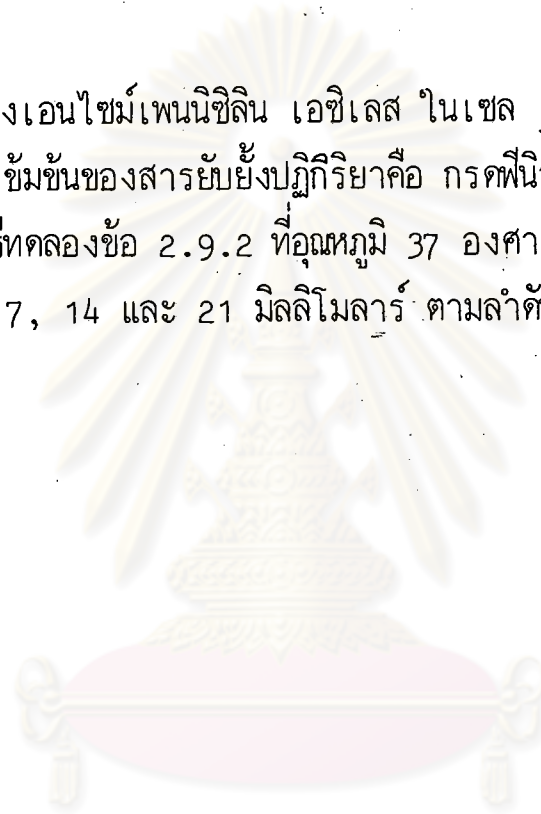 งเอนไซม์เพนนิซิลิน เอซิเลส ในเซล
ข้มข้นของสารยับยั้งปฏิกิริยาคือ กรดฟีนิ
ทดลองข้อ 2.9.2 ที่อุณหภูมิ 37 องศา
7, 14 และ 21 มิลลิโมลาร์ ตามลำดั